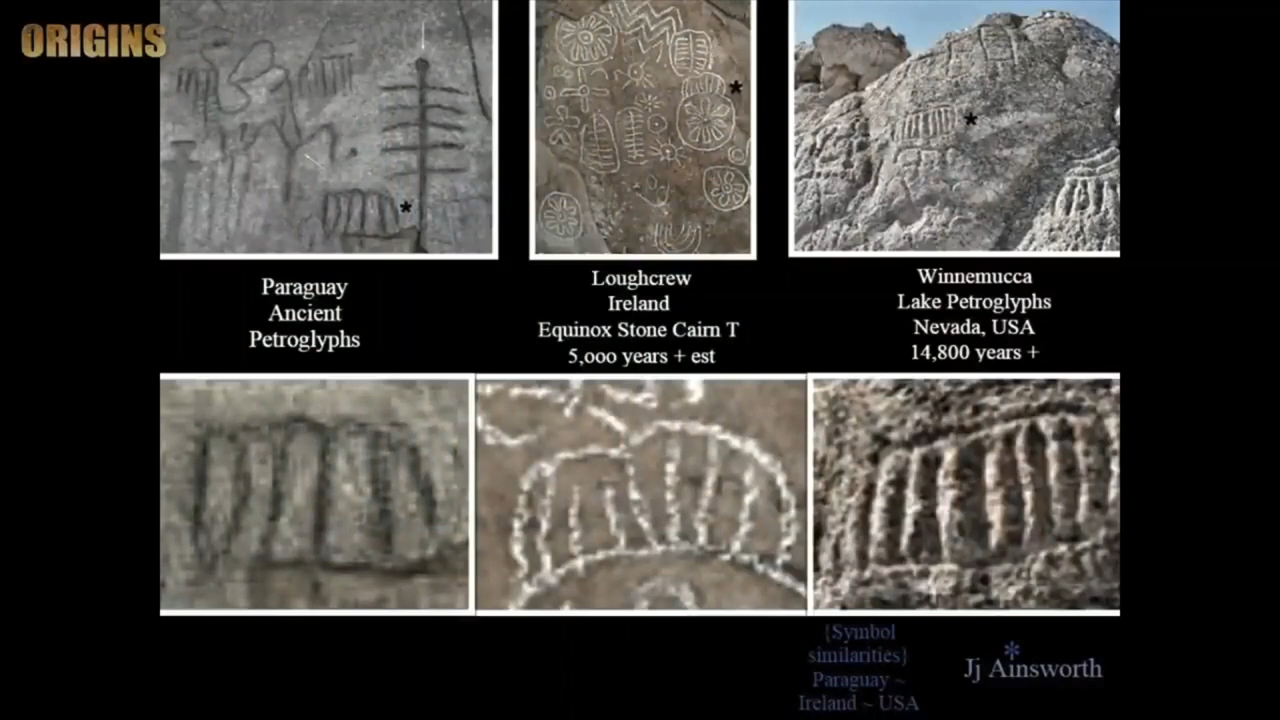 ORIGINS
Paraguay
Ancient
Petroglyphs
Loughcrew
Ireland
Equinox Stone Cairn T
5,000 years + est
Winnemucca
Lake Petroglyphs
Nevada, USA
14,800 years +
{Symbol
similarities}
Paraguay ~
Ireland ~ USA
*
Jj Ainsworth